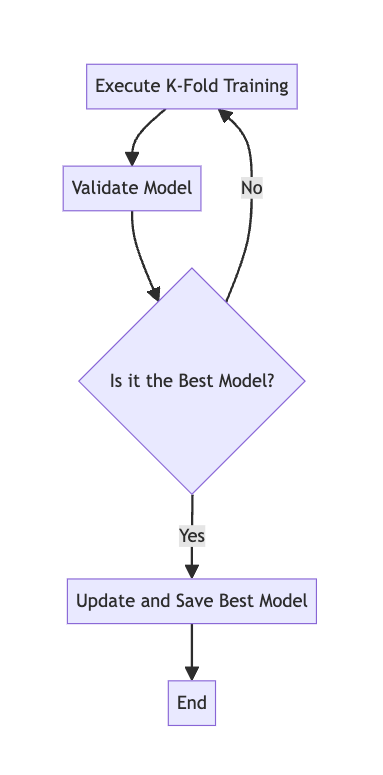 Execute K-Fold Training
Validate Model
No
Is it the Best Model?
Yes
Update and Save Best Model
End